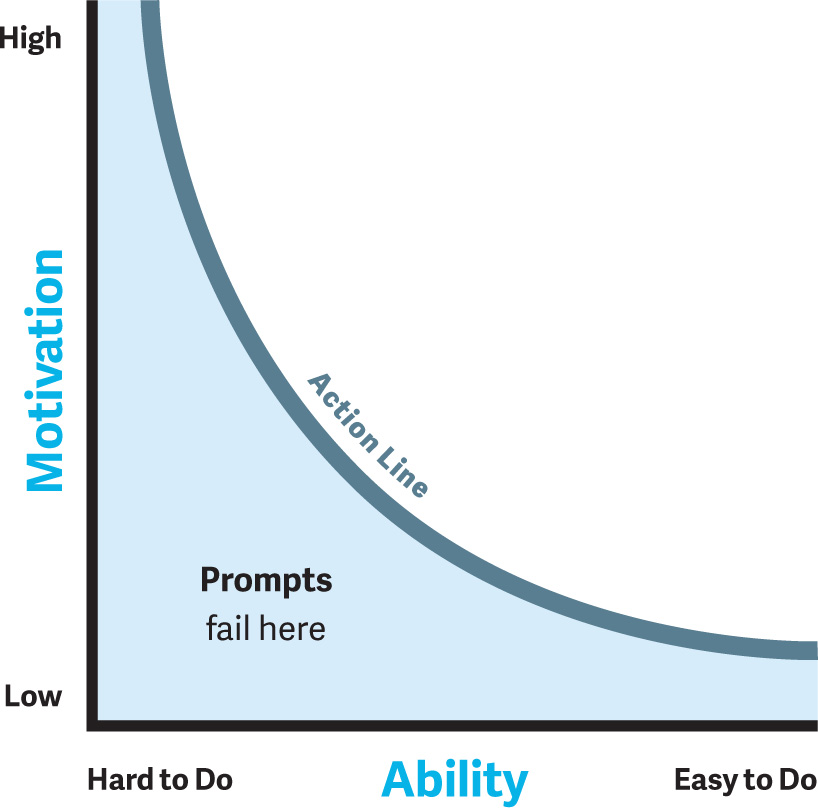 High
Motivation
Action Line
Prompts
fail here
Low
Hard to Do
Ability
Easy to Do